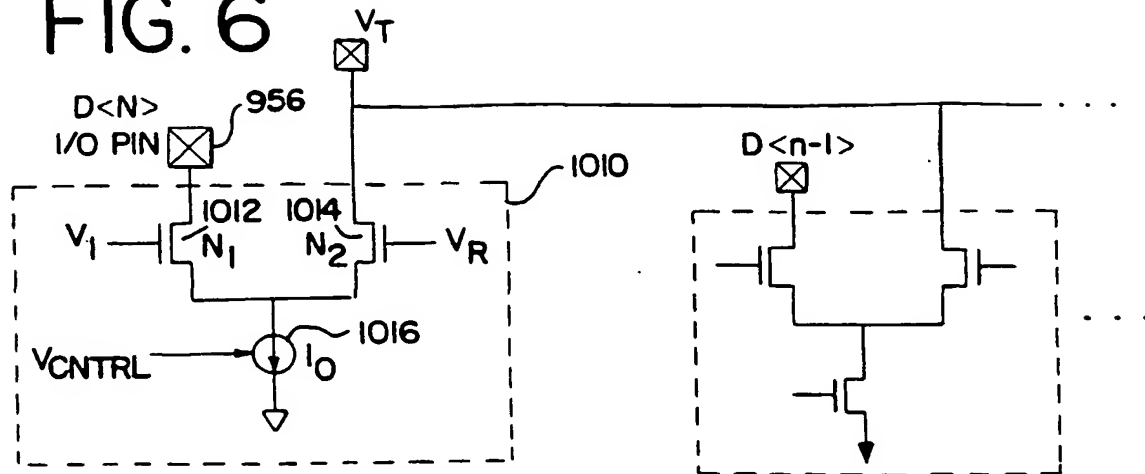 FIG. 6
V_T
D<N>
I/O PIN
956
D<n-1>
1010
1012
1014
V_I
N_1
N_2
V_R
1016
V_CNTRL
I_O
. . .
. . . .